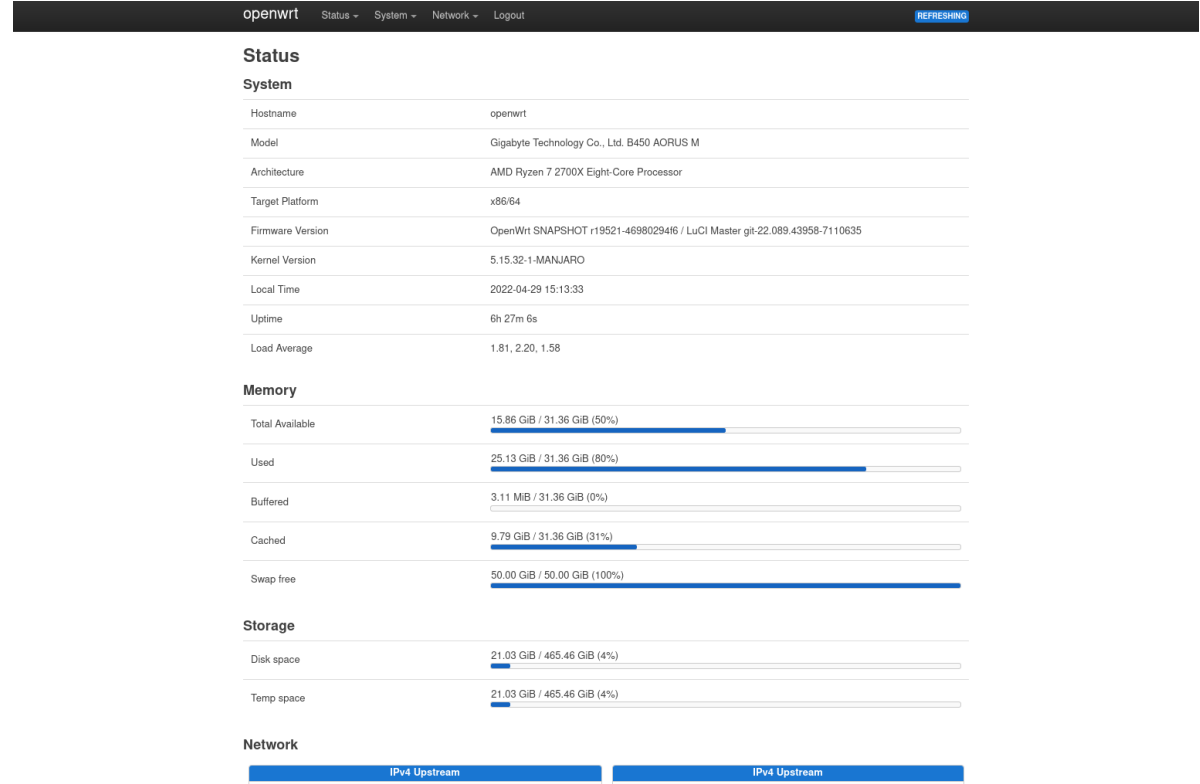 openwrt Status System Network Logout REFRESHING
Status
System
Hostname openwrt
Model Gigabyte Technology Co., Ltd. B450 AORUS M
Architecture AMD Ryzen 7 2700X Eight-Core Processor
Target Platform x86/64
Firmware Version OpenWrt SNAPSHOT r19521-46980294f6 / LuCI Master git-22.089.43958-7110635
Kernel Version 5.15.32-1-MANJARO
Local Time 2022-04-29 15:13:33
Uptime 6h 27m 6s
Load Average 1.81, 2.20, 1.58
Memory
Total Available 15.86 GiB / 31.36 GiB (50%)
Used 25.13 GiB / 31.36 GiB (80%)
Buffered 3.11 MiB / 31.36 GiB (0%)
Cached 9.79 GiB / 31.36 GiB (31%)
Swap free 50.00 GiB / 50.00 GiB (100%)
Storage
Disk space 21.03 GiB / 465.46 GiB (4%)
Temp space 21.03 GiB / 465.46 GiB (4%)
Network
IPv4 Upstream IPv4 Upstream